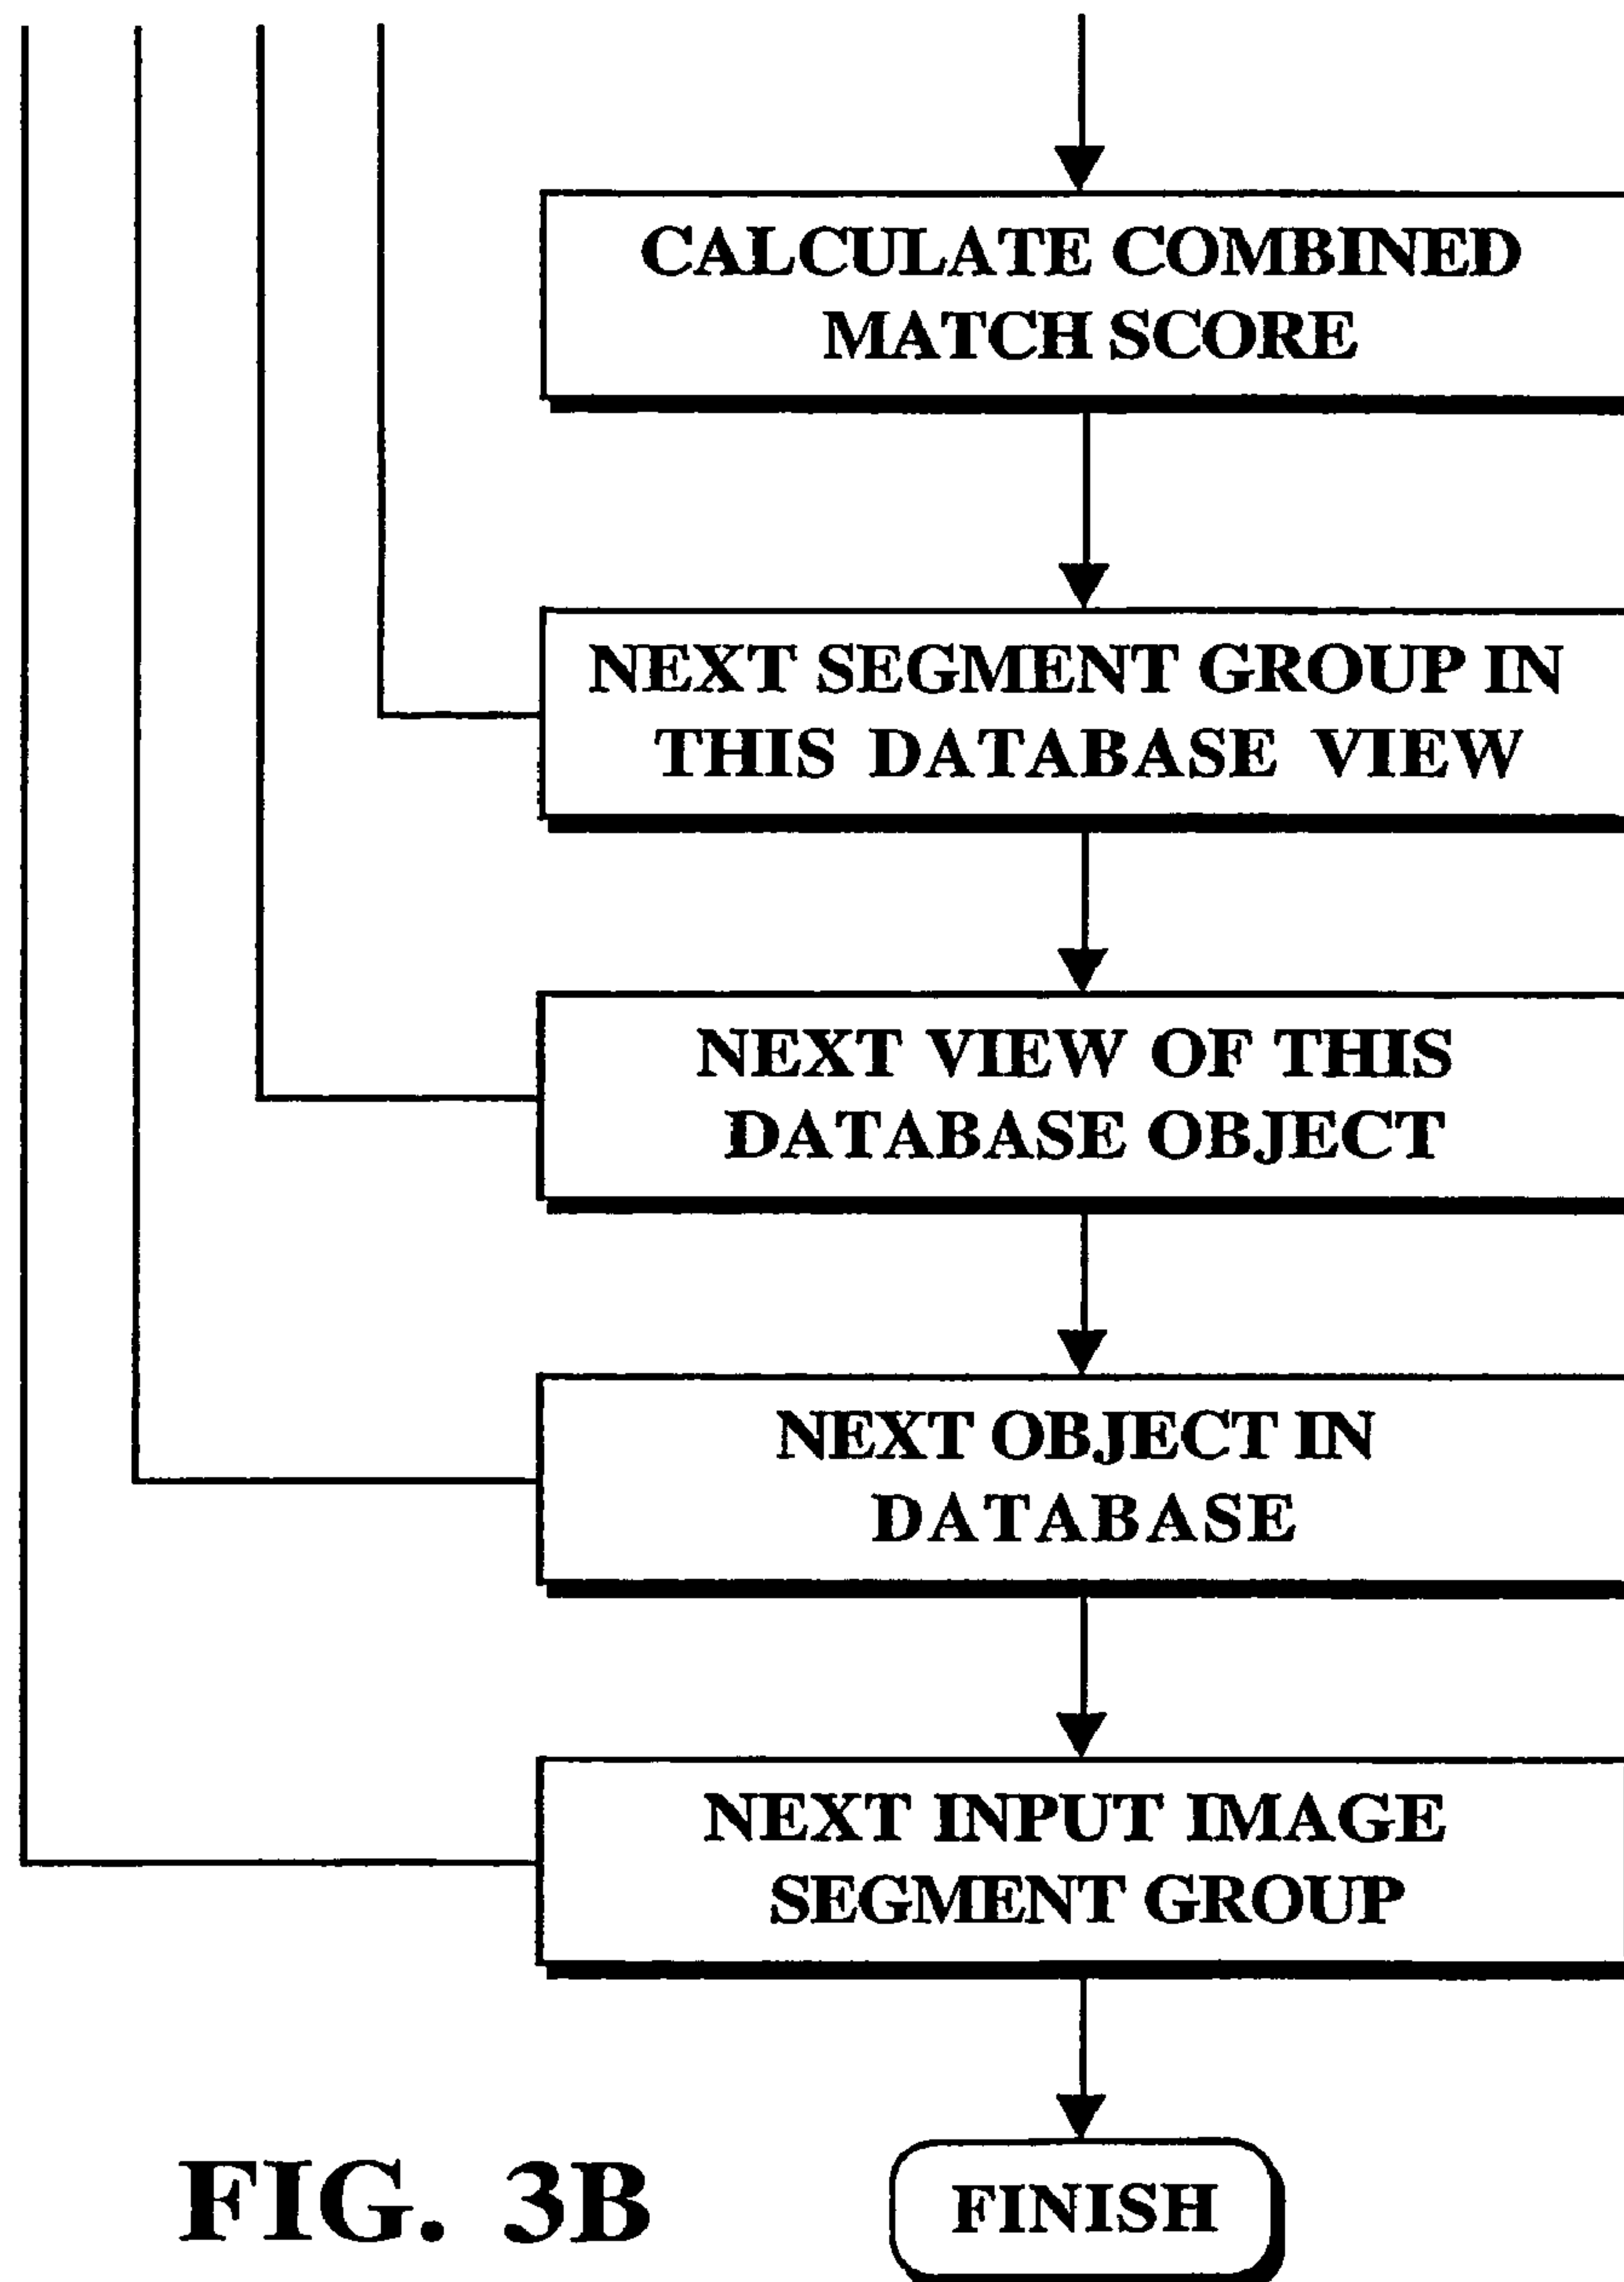 CALCULATE COMBINED
MATCH SCORE
NEXT SEGMENT GROUP IN
THIS DATABASE VIEW
NEXT VIEW OF THIS
DATABASE OBJECT
NEXT OBJECT IN
DATABASE
NEXT INPUT IMAGE
SEGMENT GROUP
FINISH
FIG. 3B